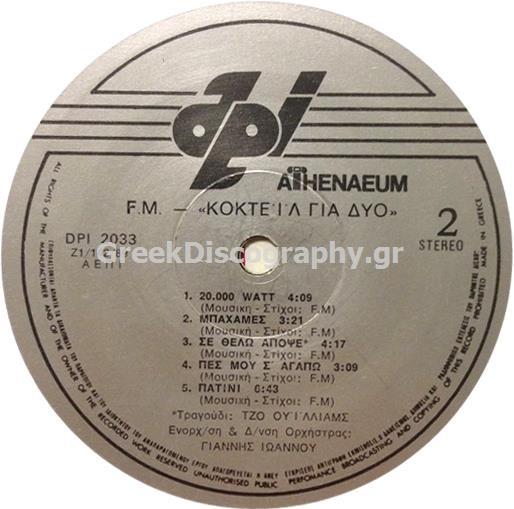 dpi
ATHENAEUM
F.M. — «ΚΟΚΤΕ·Ι·Λ ΓΙΑ ΔΥΟ»
2
STEREO
DPI 2033
ΑΕΠΙ
GreekDiscography.gr
1. 20.000 WATT 4:09
(Μουσική - Στίχοι: F.M)
2. ΜΠΑΧΑΜΕΣ 3:21
(Μουσική - Στίχοι: F.M)
3. ΣΕ ΘΕΛΩ ΑΠΟΨΕ* 4:17
(Μουσική - Στίχοι: F.M)
4. ΠΕΣ ΜΟΥ Σ' ΑΓΑΠΩ 3:09
(Μουσική - Στίχοι: F.M)
5. ΠΑΤΙΝΙ 6:43
(Μουσική - Στίχοι: F.M)
*Τραγούδι: ΤΖΟ ΟΥ·Ι·ΛΛΙΑΜΣ
Ενορχ/ση & Δ/νση Ορχήστρας:
ΓΙΑΝΝΗΣ ΙΩΑΝΝΟΥ
ALL RIGHTS OF THE MANUFACTURER AND OF THE OWNER OF THE RECORDED WORK RESERVED UNAUTHORISED PUBLIC PERFOMANCE BROADCASTING AND COPYING OF THIS RECORD PROHIBITED MADE IN GREECE